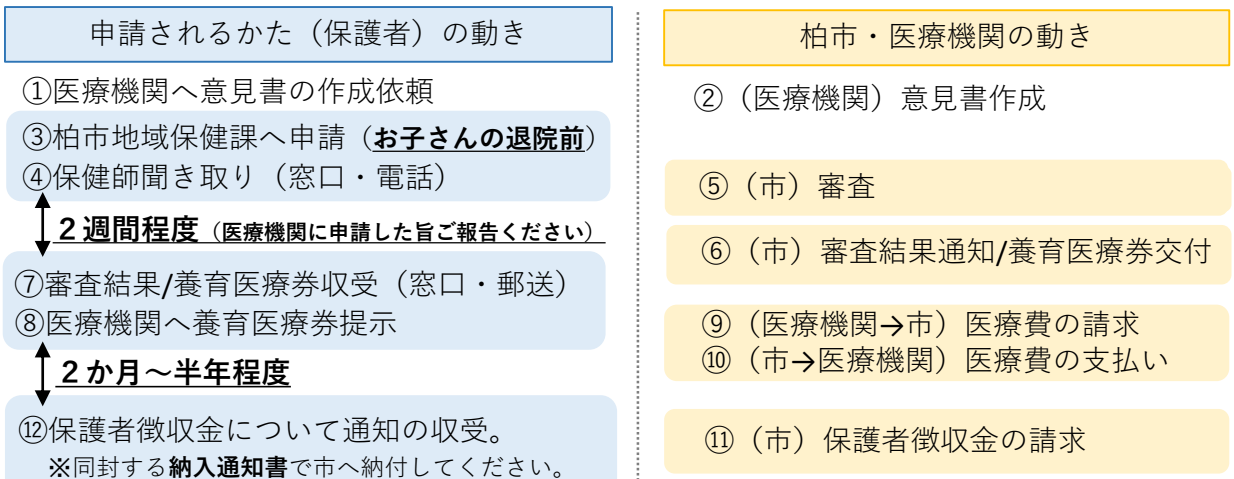 申請されるかた（保護者）の動き
①医療機関へ意見書の作成依頼
③柏市地域保健課へ申請（お子さんの退院前）
④保健師聞き取り（窓口・電話）
２週間程度（医療機関に申請した旨ご報告ください）
⑦審査結果/養育医療券収受（窓口・郵送）
⑧医療機関へ養育医療券提示
２か月～半年程度
⑫保護者徴収金について通知の収受。
※同封する納入通知書で市へ納付してください。
柏市・医療機関の動き
②（医療機関）意見書作成
⑤（市）審査
⑥（市）審査結果通知/養育医療券交付
⑨（医療機関→市）医療費の請求
⑩（市→医療機関）医療費の支払い
⑪（市）保護者徴収金の請求